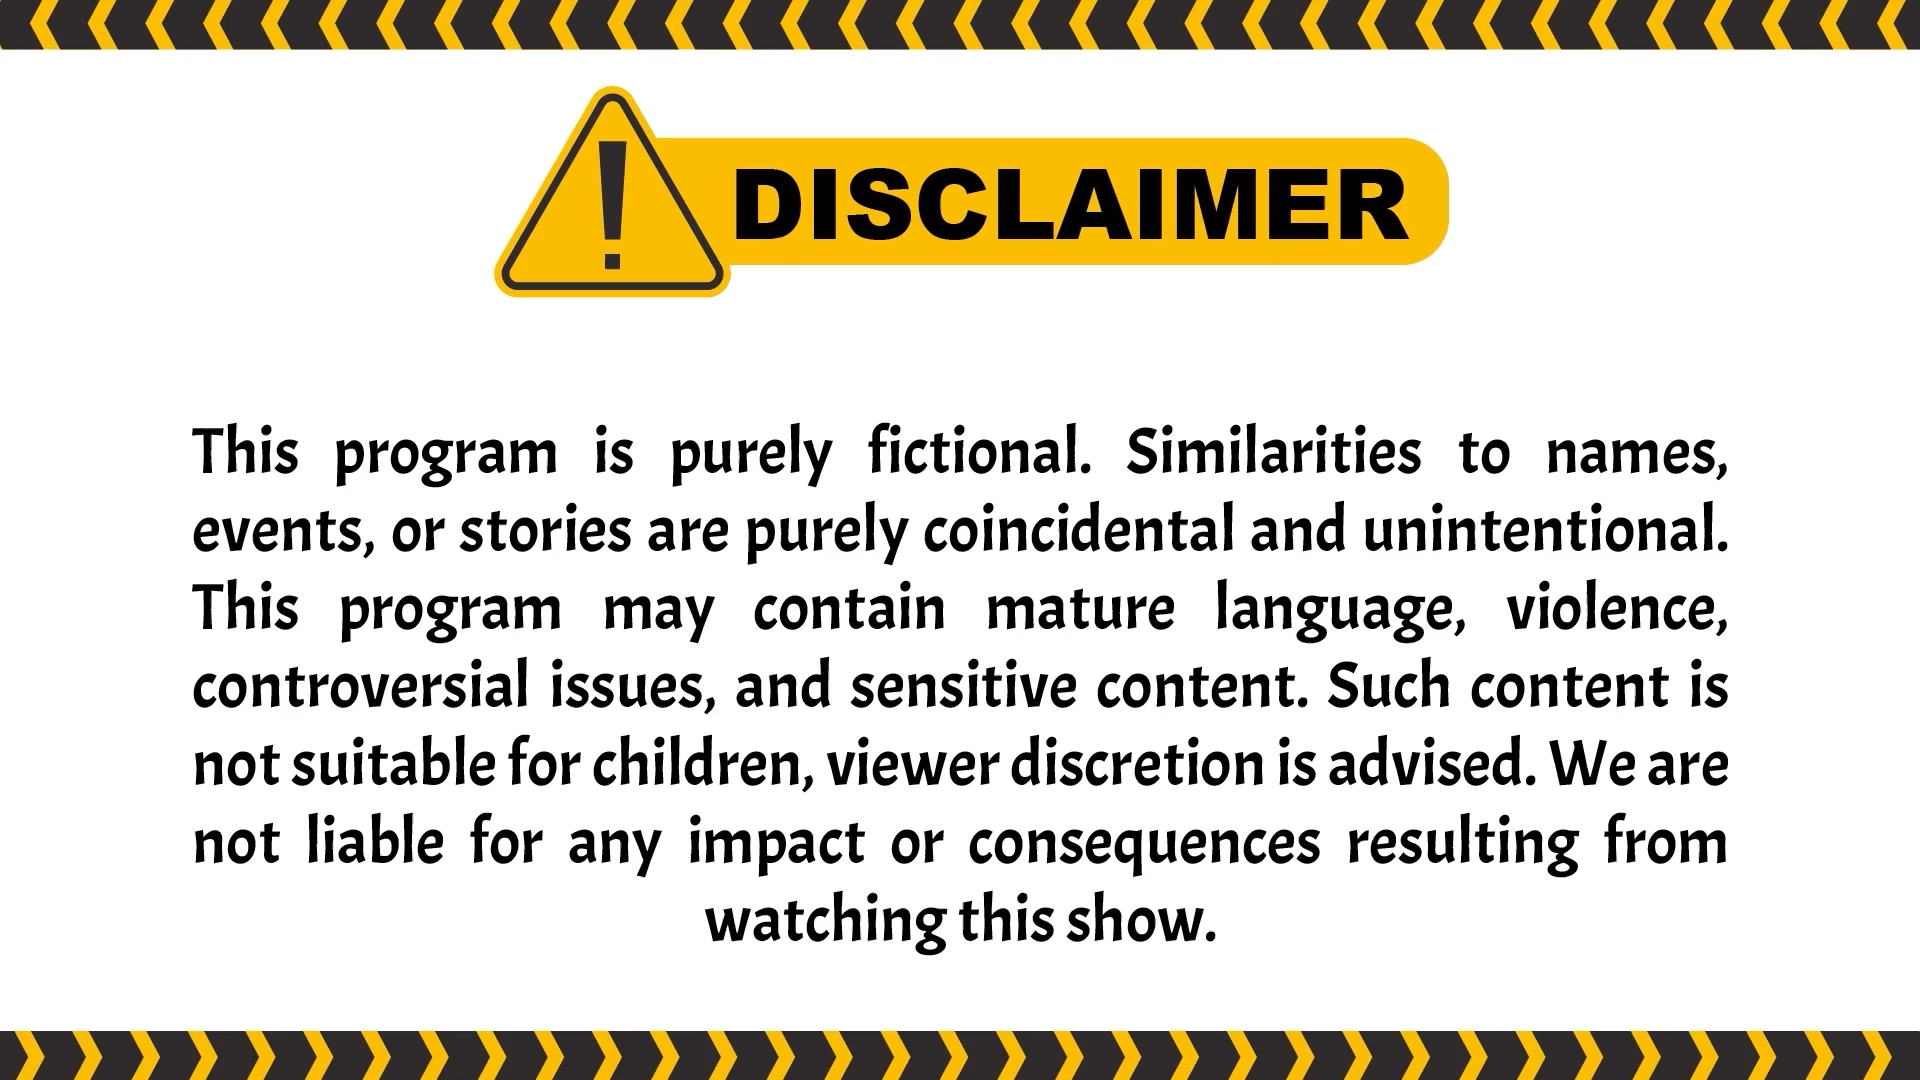 !
DISCLAIMER
This program is purely fictional. Similarities to names,
events, or stories are purely coincidental and unintentional.
This program may contain mature language, violence,
controversial issues, and sensitive content. Such content is
not suitable for children, viewer discretion is advised. We are
not liable for any impact or consequences resulting from
watching this show.